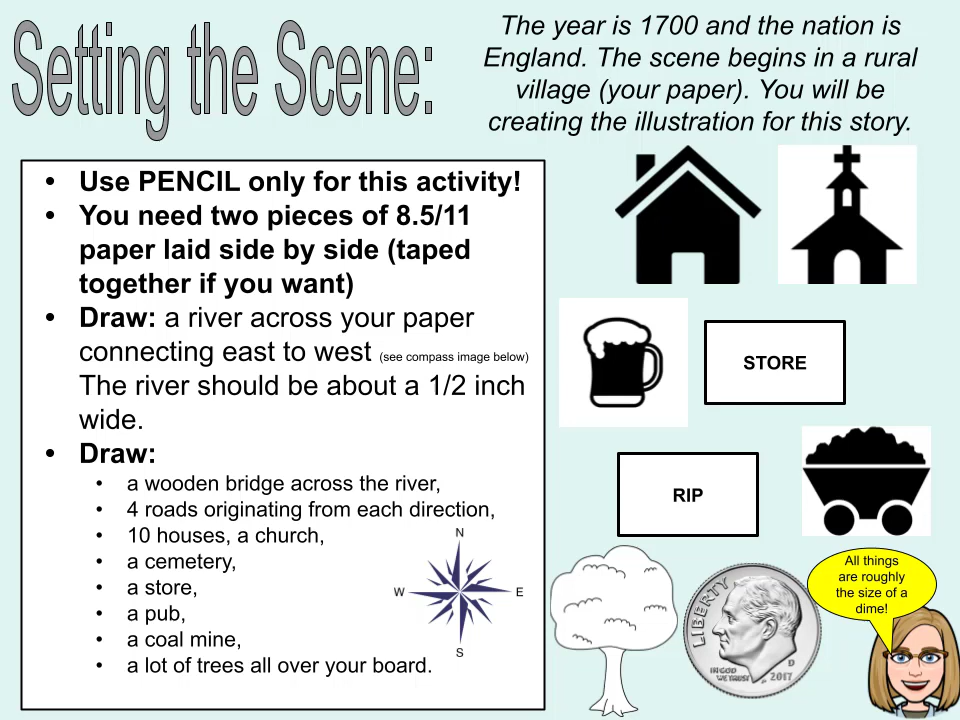 Setting the Scene:
The year is 1700 and the nation is
England. The scene begins in a rural
village (your paper). You will be
creating the illustration for this story.
• Use PENCIL only for this activity!
• You need two pieces of 8.5/11
paper laid side by side (taped
together if you want)
• Draw: a river across your paper
connecting east to west (see compass image below)
The river should be about a 1/2 inch
wide.
• Draw:
• a wooden bridge across the river,
• 4 roads originating from each direction,
• 10 houses, a church,
• a cemetery,
• a store,
• a pub,
• a coal mine,
• a lot of trees all over your board.
N
W
E
S
STORE
RIP
LIBERTY
IN GOD
WE TRUST
D
2017
All things
are roughly
the size of a
dime!